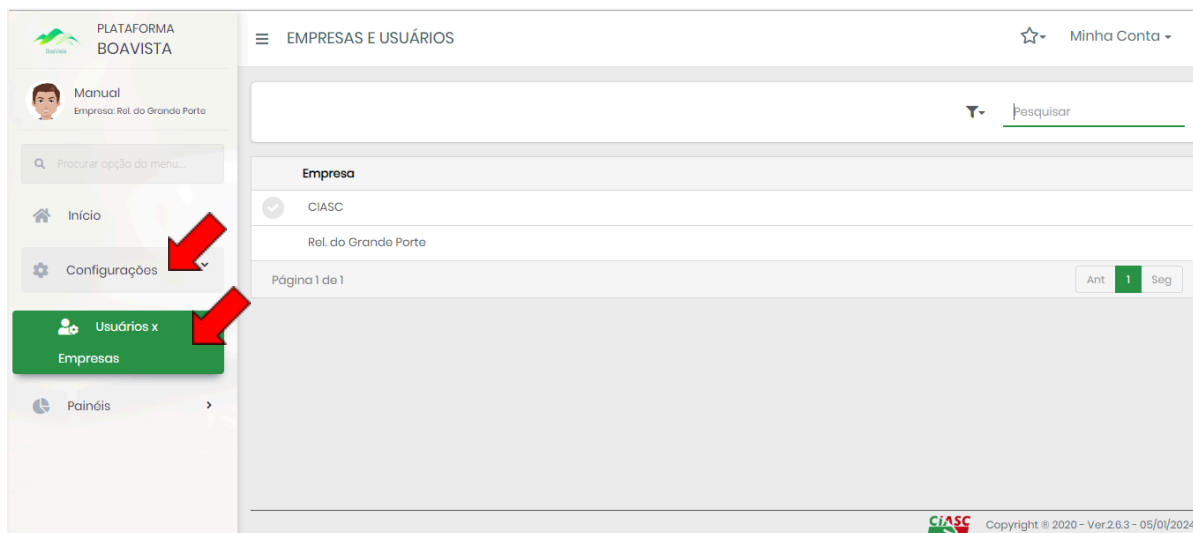 PLATAFORMA
BOAVISTA
BoaVista
Manual
Empresa: Rel. do Grande Porte
Procurar opção do menu...
Início
Configurações
Usuários x
Empresas
Painéis
EMPRESAS E USUÁRIOS
Minha Conta
Pesquisar
Empresa
CIASC
Rel. do Grande Porte
Página 1 de 1
Ant 1 Seg
CiASC
Copyright ® 2020 - Ver.2.6.3 - 05/01/2024